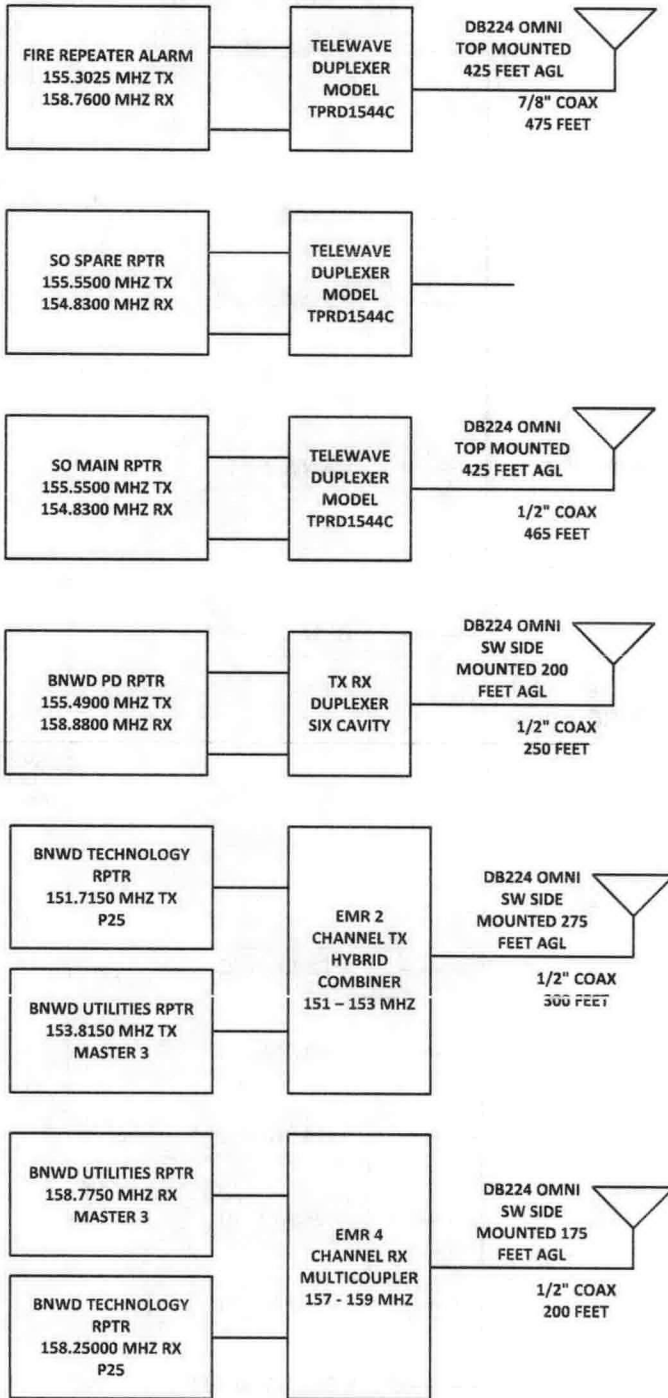 FIRE REPEATER ALARM
155.3025 MHZ TX
158.7600 MHZ RX
TELEWAVE
DUPLEXER
MODEL
TPRD1544C
DB224 OMNI
TOP MOUNTED
425 FEET AGL
7/8" COAX
475 FEET
SO SPARE RPTR
155.5500 MHZ TX
154.8300 MHZ RX
TELEWAVE
DUPLEXER
MODEL
TPRD1544C
SO MAIN RPTR
155.5500 MHZ TX
154.8300 MHZ RX
TELEWAVE
DUPLEXER
MODEL
TPRD1544C
DB224 OMNI
TOP MOUNTED
425 FEET AGL
1/2" COAX
465 FEET
BNWD PD RPTR
155.4900 MHZ TX
158.8800 MHZ RX
TX RX
DUPLEXER
SIX CAVITY
DB224 OMNI
SW SIDE
MOUNTED 200
FEET AGL
1/2" COAX
250 FEET
BNWD TECHNOLOGY
RPTR
151.7150 MHZ TX
P25
BNWD UTILITIES RPTR
153.8150 MHZ TX
MASTER 3
EMR 2
CHANNEL TX
HYBRID
COMBINER
151 – 153 MHZ
DB224 OMNI
SW SIDE
MOUNTED 275
FEET AGL
1/2" COAX
300 FEET
BNWD UTILITIES RPTR
158.7750 MHZ RX
MASTER 3
BNWD TECHNOLOGY
RPTR
158.25000 MHZ RX
P25
EMR 4
CHANNEL RX
MULTICOUPLER
157 - 159 MHZ
DB224 OMNI
SW SIDE
MOUNTED 175
FEET AGL
1/2" COAX
200 FEET